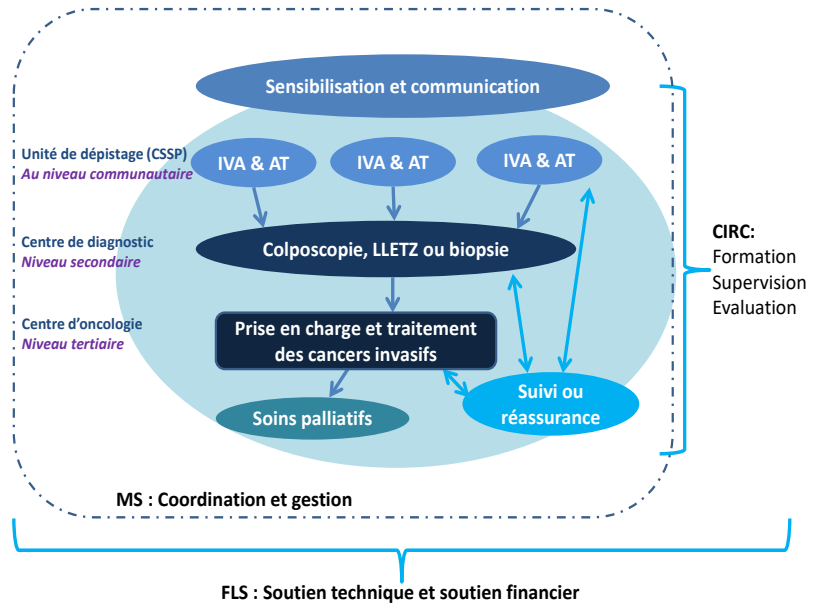 Sensibilisation et communication
Unité de dépistage (CSSP)
Au niveau communautaire
IVA & AT
IVA & AT
IVA & AT
Centre de diagnostic
Niveau secondaire
Colposcopie, LLETZ ou biopsie
CIRC:
Formation
Supervision
Evaluation
Centre d'oncologie
Niveau tertiaire
Prise en charge et traitement
des cancers invasifs
Suivi ou
réassurance
Soins palliatifs
MS : Coordination et gestion
FLS : Soutien technique et soutien financier